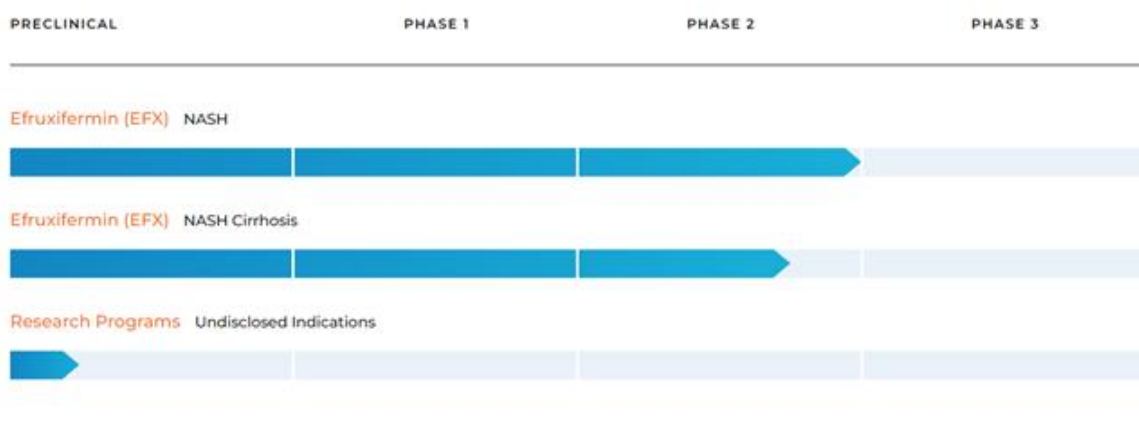 PRECLINICAL PHASE 1 PHASE 2 PHASE 3
Efruxifermin (EFX) NASH
Efruxifermin (EFX) NASH Cirrhosis
Research Programs Undisclosed Indications